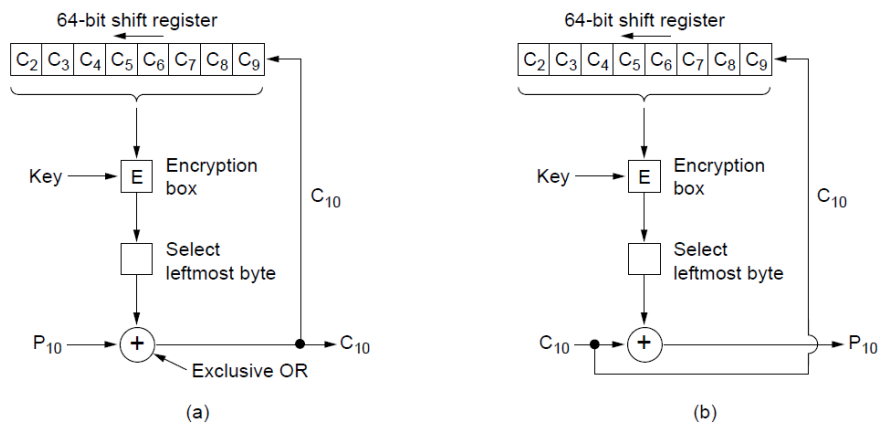 64-bit shift register
C2 C3 C4 C5 C6 C7 C8 C9
Key
E
Encryption
box
C10
Select
leftmost byte
P10
+
C10
Exclusive OR
(a)
64-bit shift register
C2 C3 C4 C5 C6 C7 C8 C9
Key
E
Encryption
box
C10
Select
leftmost byte
C10
+
P10
(b)